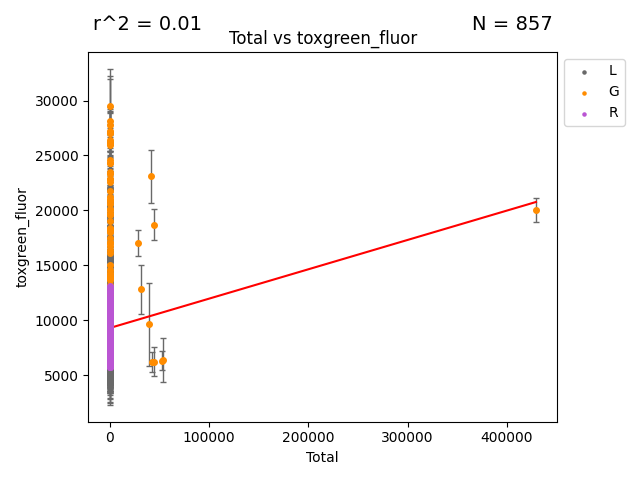 r^2 = 0.01
N = 857
Total vs toxgreen_fluor
L
G
R
30000
25000
20000
15000
10000
5000
toxgreen_fluor
0
100000
200000
300000
400000
Total